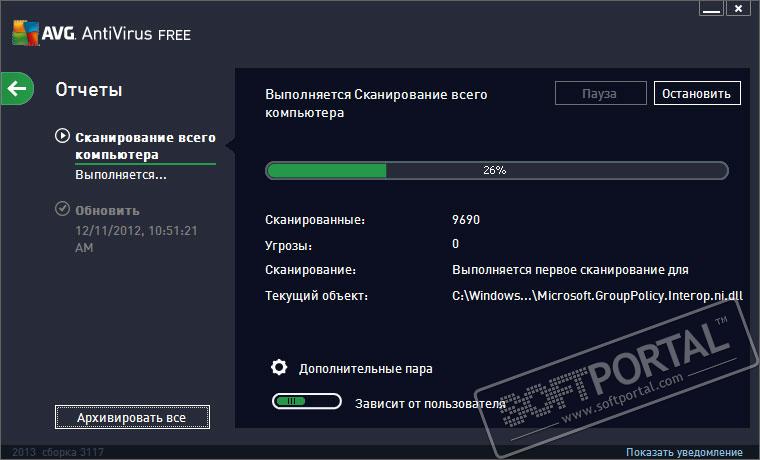 AVG. AntiVirus FREE
Отчеты
Сканирование всего
компьютера
Выполняется...
Обновить
12/11/2012, 10:51:21
AM
Архивировать все
Выполняется Сканирование всего
компьютера
Пауза
Остановить
26%
Сканированные: 9690
Угрозы: 0
Сканирование: Выполняется первое сканирование для
Текущий объект: C:\Windows...\Microsoft.GroupPolicy.Interop.ni.dll
Дополнительные пара
Зависит от пользователя
SOFTPORTAL™
www.softportal.com
2013 сборка 3117
Показать уведомление